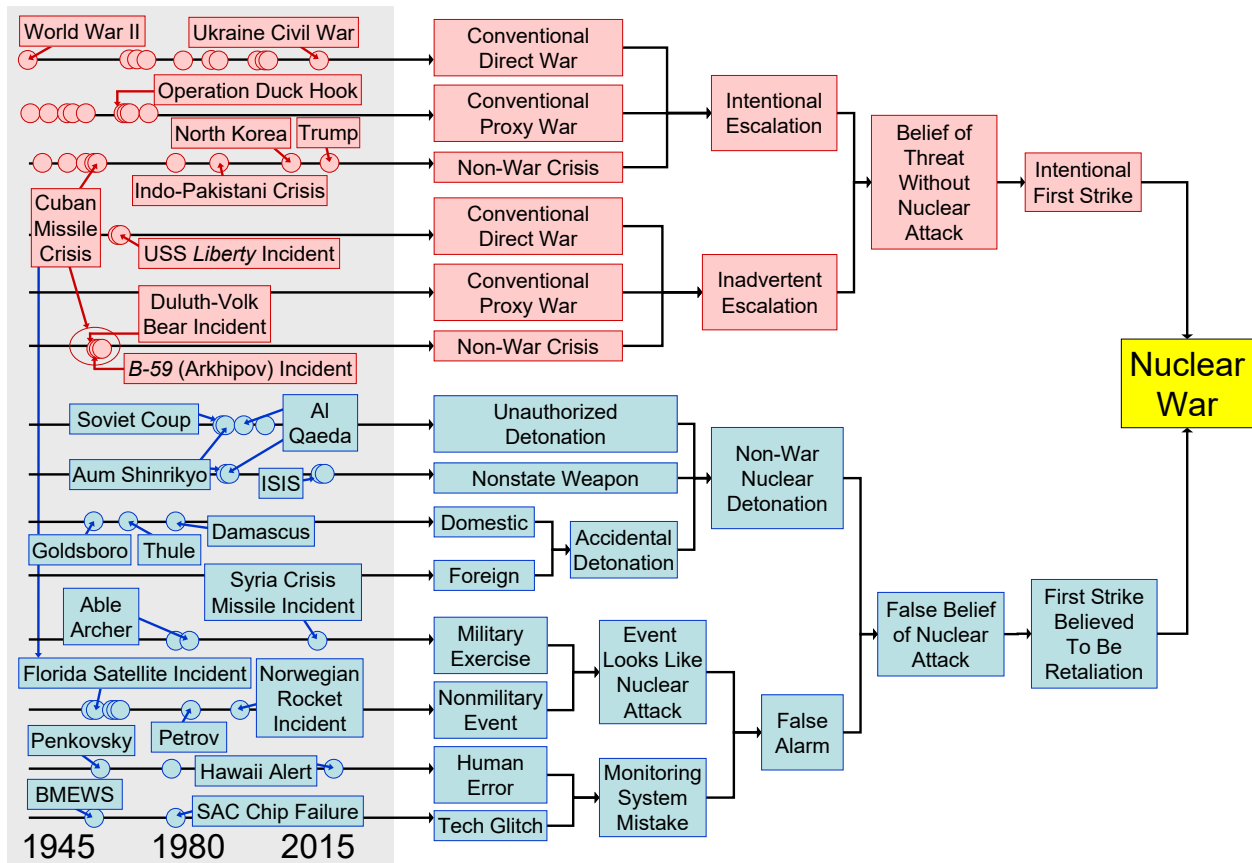 World War II
Ukraine Civil War
Operation Duck Hook
North Korea
Trump
Indo-Pakistani Crisis
Cuban
Missile
Crisis
USS Liberty Incident
Duluth-Volk
Bear Incident
B-59 (Arkhipov) Incident
Soviet Coup
Al
Qaeda
Aum Shinrikyo
ISIS
Goldsboro
Thule
Damascus
Syria Crisis
Missile Incident
Able
Archer
Florida Satellite Incident
Norwegian
Rocket
Incident
Penkovsky
Petrov
Hawaii Alert
BMEWS
SAC Chip Failure
1945
1980
2015
Conventional
Direct War
Conventional
Proxy War
Non-War Crisis
Conventional
Direct War
Conventional
Proxy War
Non-War Crisis
Unauthorized
Detonation
Nonstate Weapon
Domestic
Foreign
Accidental
Detonation
Military
Exercise
Nonmilitary
Event
Human
Error
Tech Glitch
Event
Looks Like
Nuclear
Attack
Monitoring
System
Mistake
Intentional
Escalation
Inadvertent
Escalation
Non-War
Nuclear
Detonation
False
Alarm
Belief of
Threat
Without
Nuclear
Attack
False Belief
of Nuclear
Attack
Intentional
First Strike
First Strike
Believed
To Be
Retaliation
Nuclear
War